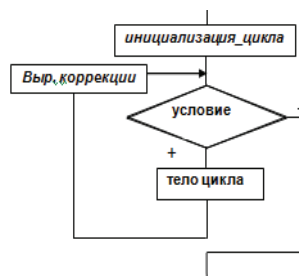 инициализация_цикла
Выр. коррекции
условие
+
тело цикла
-